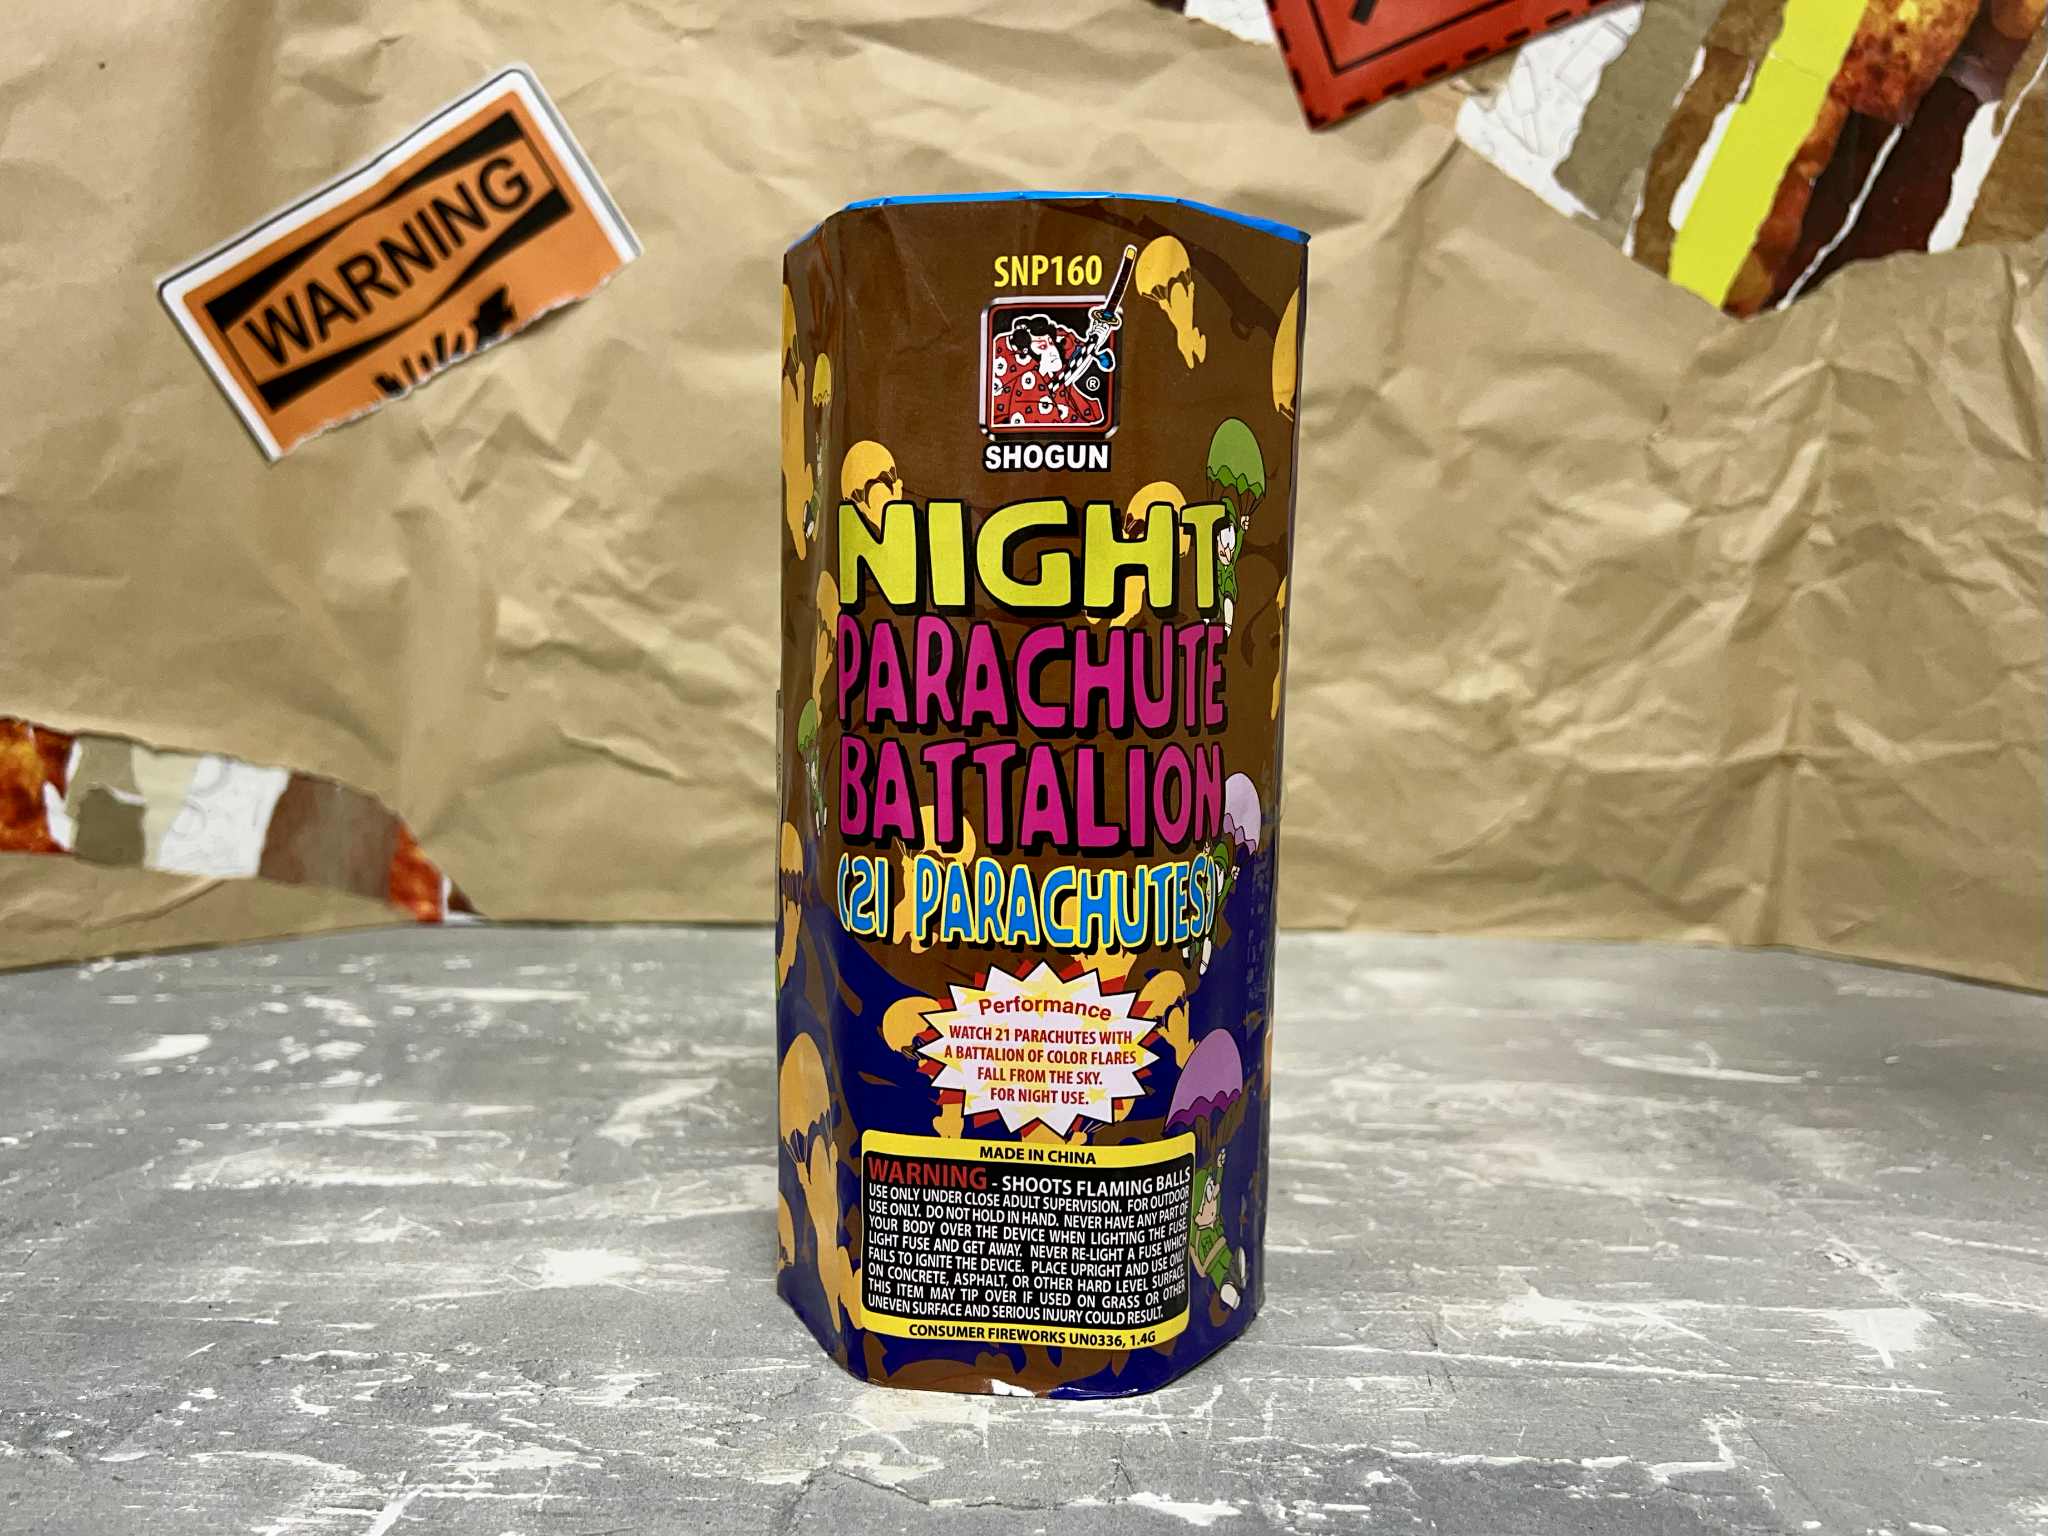 WARNING
SNP160
®
SHOGUN
NIGHT
PARACHUTE
BATTALION
(21 PARACHUTES)
Performance
WATCH 21 PARACHUTES WITH
A BATTALION OF COLOR FLARES
FALL FROM THE SKY.
FOR NIGHT USE.
MADE IN CHINA
WARNING - SHOOTS FLAMING BALLS
USE ONLY UNDER CLOSE ADULT SUPERVISION. FOR OUTDOOR
USE ONLY. DO NOT HOLD IN HAND. NEVER HAVE ANY PART OF
YOUR BODY OVER THE DEVICE WHEN LIGHTING THE FUSE.
LIGHT FUSE AND GET AWAY. NEVER RE-LIGHT A FUSE WHICH
FAILS TO IGNITE THE DEVICE. PLACE UPRIGHT AND USE ONLY
ON CONCRETE, ASPHALT, OR OTHER HARD LEVEL SURFACE.
THIS ITEM MAY TIP OVER IF USED ON GRASS OR OTHER
UNEVEN SURFACE AND SERIOUS INJURY COULD RESULT.
CONSUMER FIREWORKS UN0336, 1.4G